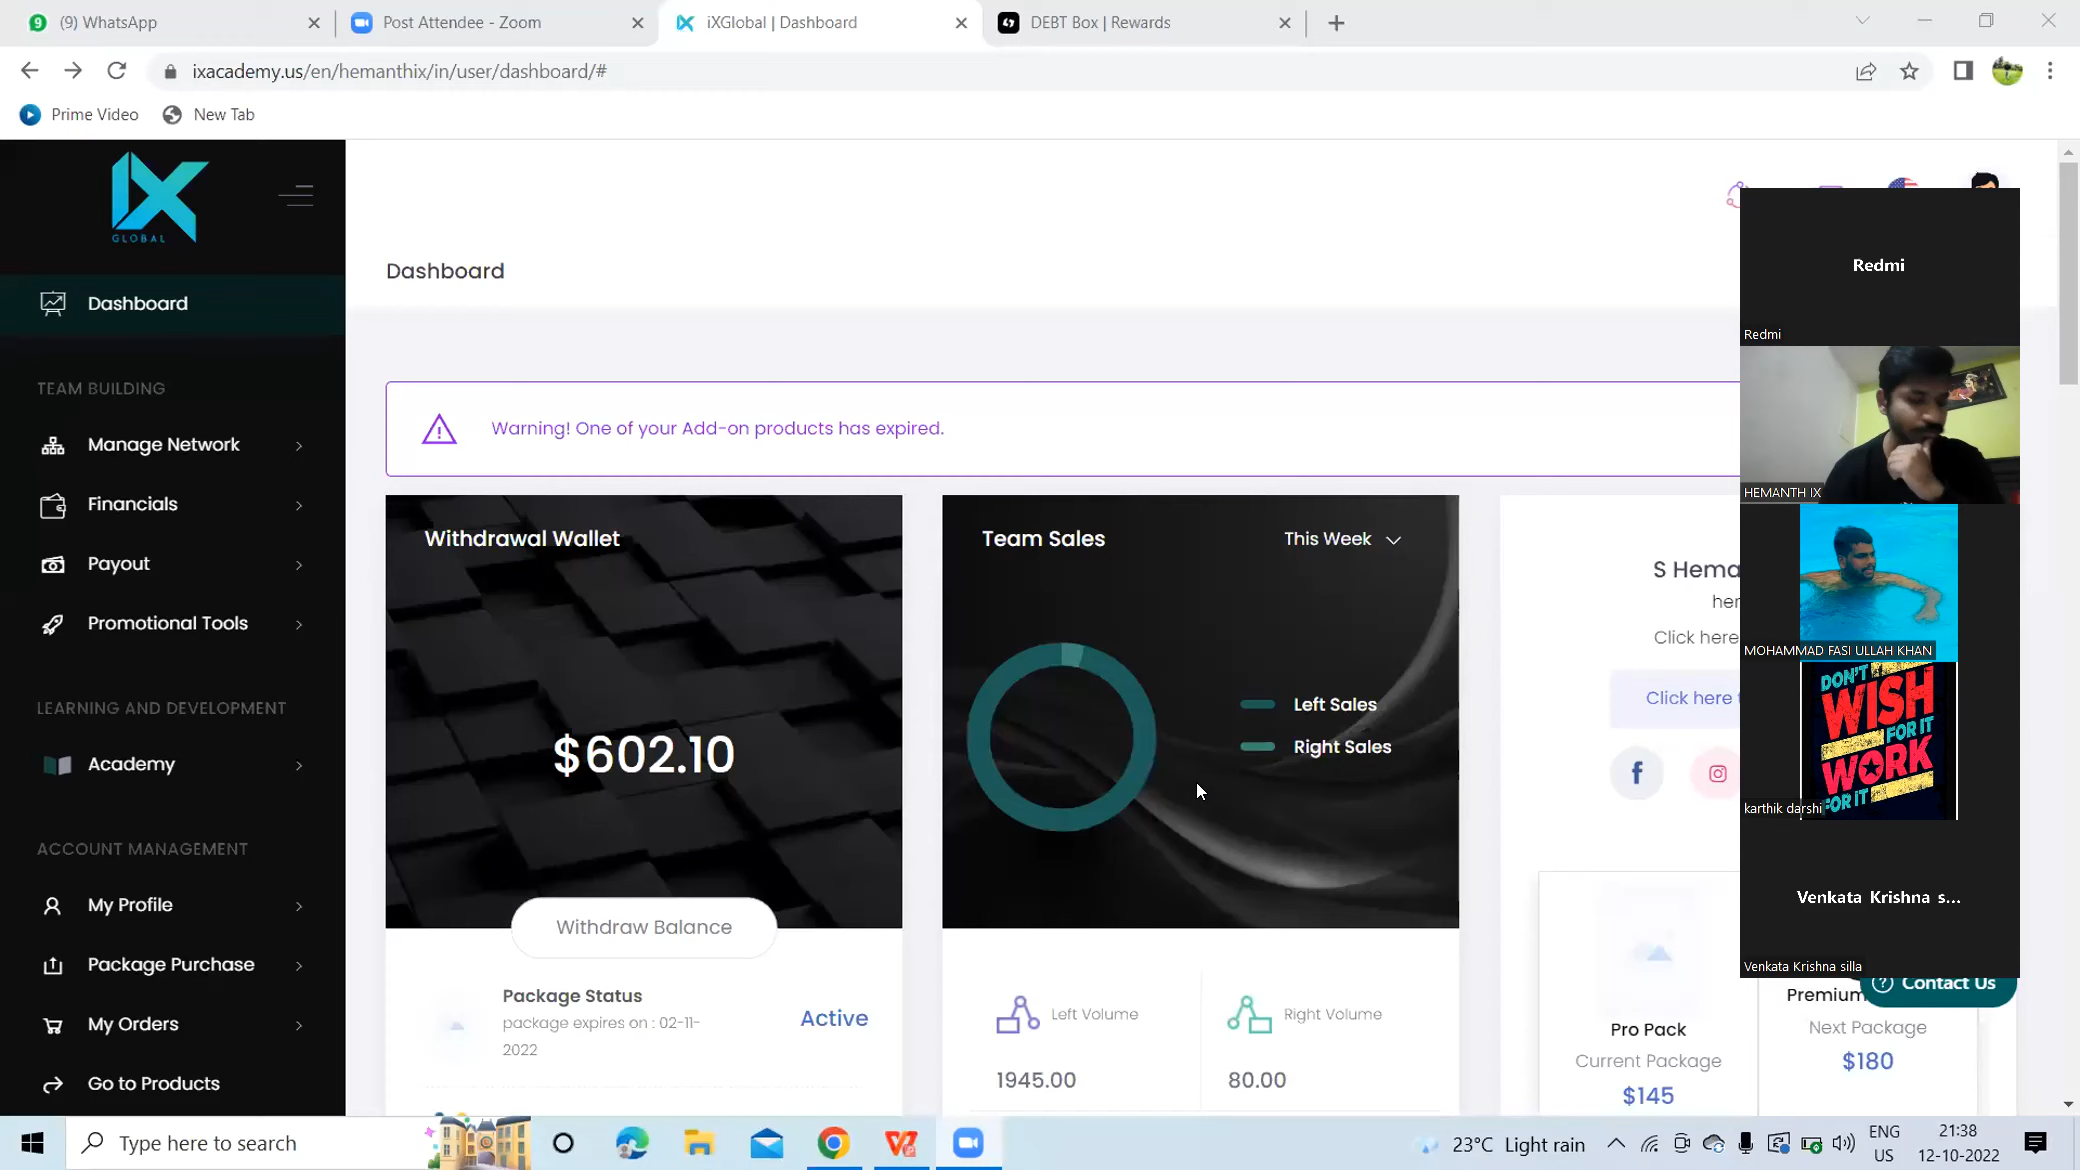 (9) WhatsApp
Post Attendee - Zoom
iXGlobal | Dashboard
DEBT Box | Rewards
ixacademy.us/en/hemanthix/in/user/dashboard/#
Prime Video
New Tab
IX
GLOBAL
Dashboard
TEAM BUILDING
Manage Network
Financials
Payout
Promotional Tools
LEARNING AND DEVELOPMENT
Academy
ACCOUNT MANAGEMENT
My Profile
Package Purchase
My Orders
Go to Products
Dashboard
Warning! One of your Add-on products has expired.
Withdrawal Wallet
$602.10
Withdraw Balance
Package Status
package expires on : 02-11-
2022
Active
Team Sales
This Week
Left Sales
Right Sales
Left Volume
1945.00
Right Volume
80.00
S Hema
her
Click here
Click here
Pro Pack
Current Package
$145
Premium
Next Package
$180
Contact Us
Redmi
Redmi
HEMANTH IX
MOHAMMAD FASI ULLAH KHAN
DON'T
WISH
FOR IT
WORK
FOR IT
karthik darshi
Venkata Krishna s...
Venkata Krishna silla
Type here to search
23°C Light rain
ENG
US
21:38
12-10-2022